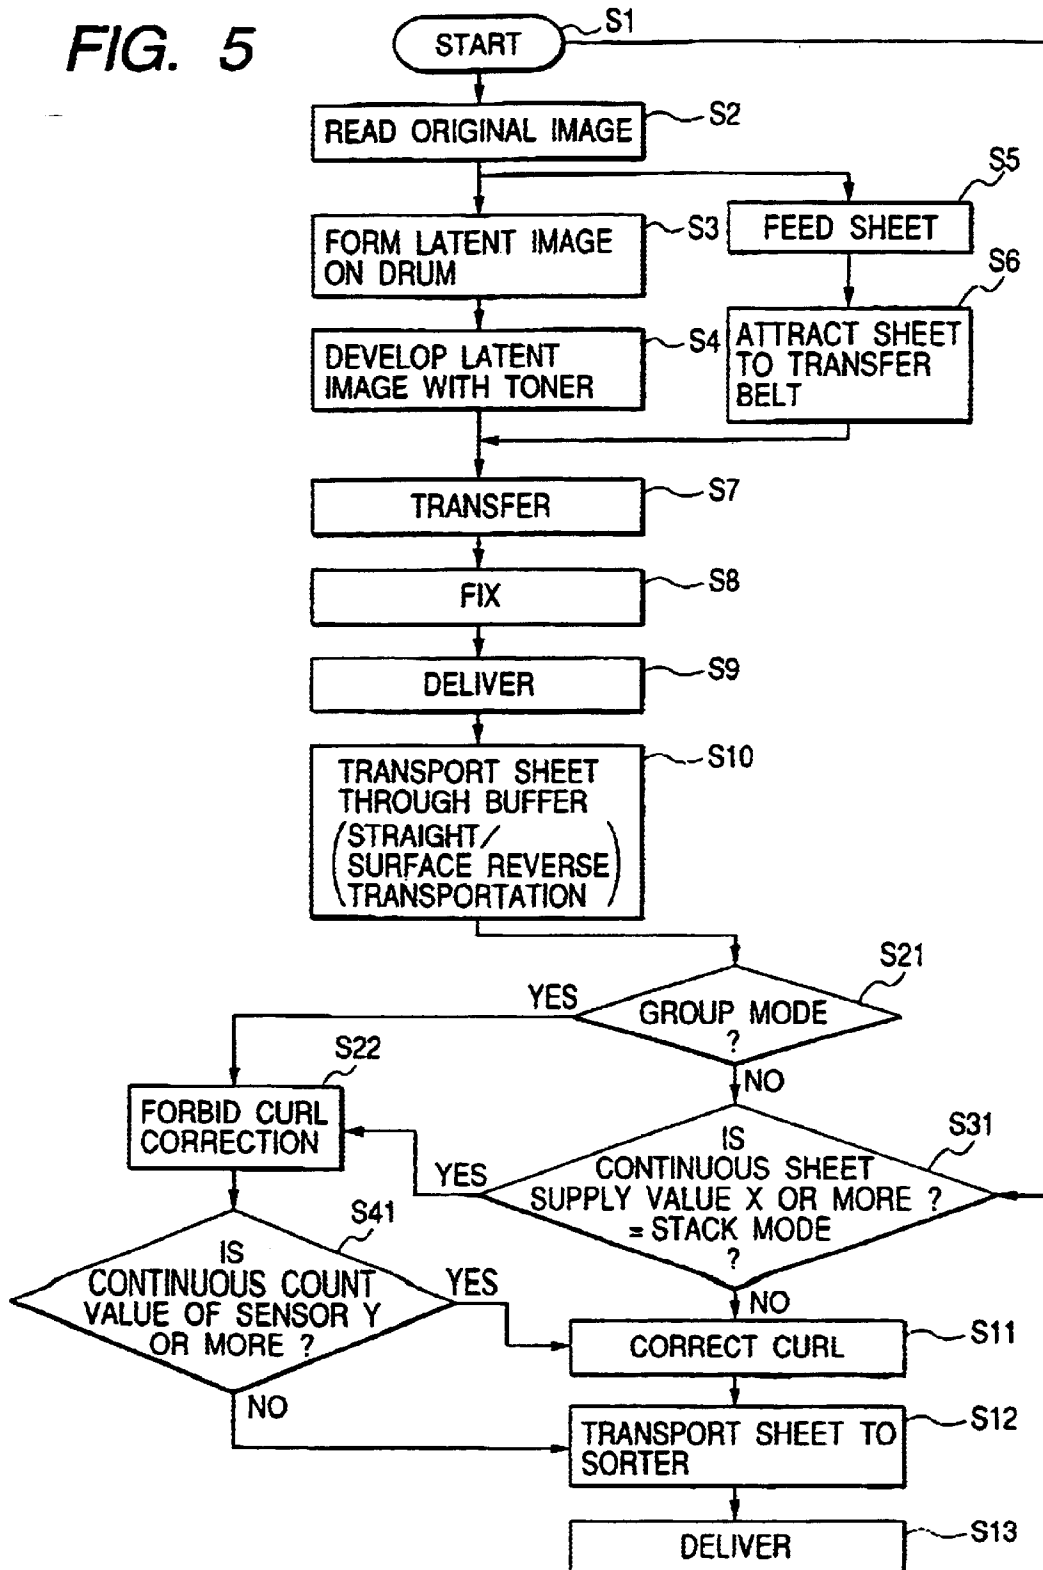 FIG. 5
START
S1
READ ORIGINAL IMAGE
S2
FORM LATENT IMAGE
ON DRUM
S3
FEED SHEET
S5
DEVELOP LATENT
IMAGE WITH TONER
S4
ATTRACT SHEET
TO TRANSFER
BELT
S6
TRANSFER
S7
FIX
S8
DELIVER
S9
TRANSPORT SHEET
THROUGH BUFFER
(STRAIGHT/
SURFACE REVERSE
TRANSPORTATION)
S10
GROUP MODE
?
S21
YES
NO
FORBID CURL
CORRECTION
S22
IS
CONTINUOUS SHEET
SUPPLY VALUE X OR MORE ?
= STACK MODE
?
S31
YES
NO
IS
CONTINUOUS COUNT
VALUE OF SENSOR Y
OR MORE ?
S41
YES
NO
CORRECT CURL
S11
TRANSPORT SHEET TO
SORTER
S12
DELIVER
S13